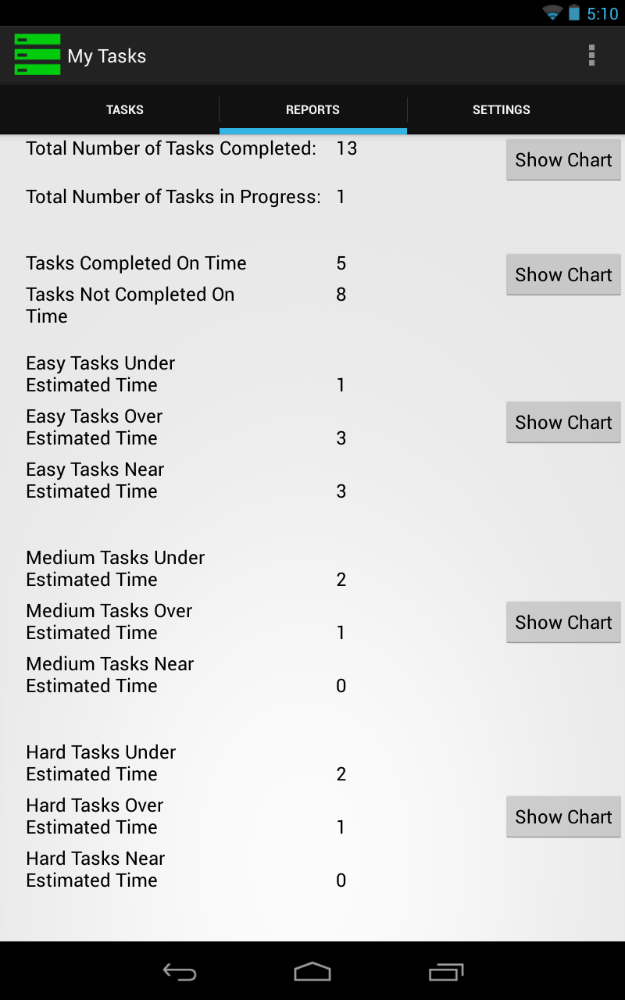 5:10
My Tasks
TASKS REPORTS SETTINGS
Total Number of Tasks Completed: 13 Show Chart
Total Number of Tasks in Progress: 1
Tasks Completed On Time 5 Show Chart
Tasks Not Completed On 8
Time
Easy Tasks Under
Estimated Time 1
Easy Tasks Over Show Chart
Estimated Time 3
Easy Tasks Near
Estimated Time 3
Medium Tasks Under
Estimated Time 2
Medium Tasks Over Show Chart
Estimated Time 1
Medium Tasks Near
Estimated Time 0
Hard Tasks Under
Estimated Time 2
Hard Tasks Over Show Chart
Estimated Time 1
Hard Tasks Near
Estimated Time 0